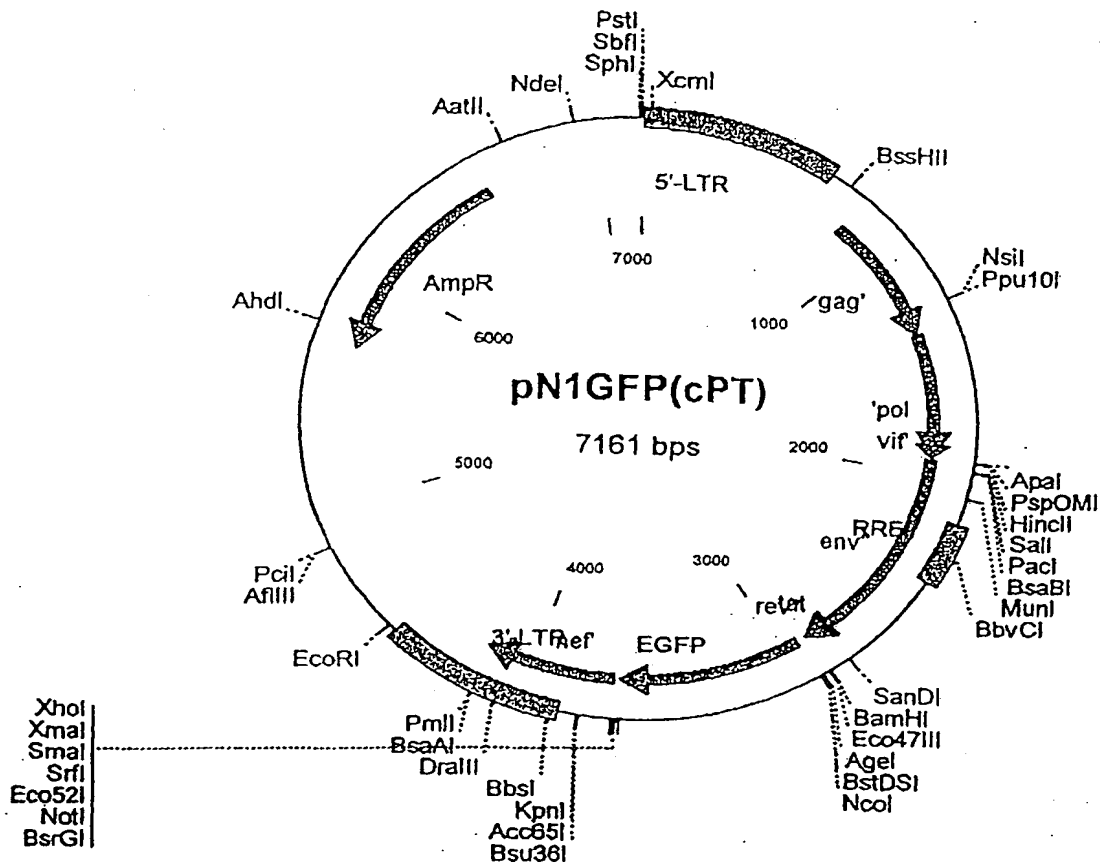 PstI
SbfI
SphI
XcmI
NdeI
AatII
BssHII
5'-LTR
7000
NsiI
Ppu10I
AmpR
gag'
1000
AhdI
6000
pN1GFP(cPT)
7161 bps
'pol
vif'
2000
5000
ApaI
PspOMI
HincII
SalI
PacI
BsaBI
MunI
BbvCI
env'
RRE
3000
4000
PciI
AflIII
3'-LTR
nef'
EGFP
EcoRI
SanDI
BamHI
Eco47III
AgeI
BstDSI
NcoI
XhoI
XmaI
SmaI
SrfI
Eco52I
NotI
BsrGI
PmlI
BsaAI
DraIII
BbsI
KpnI
Acc65I
Bsu36I